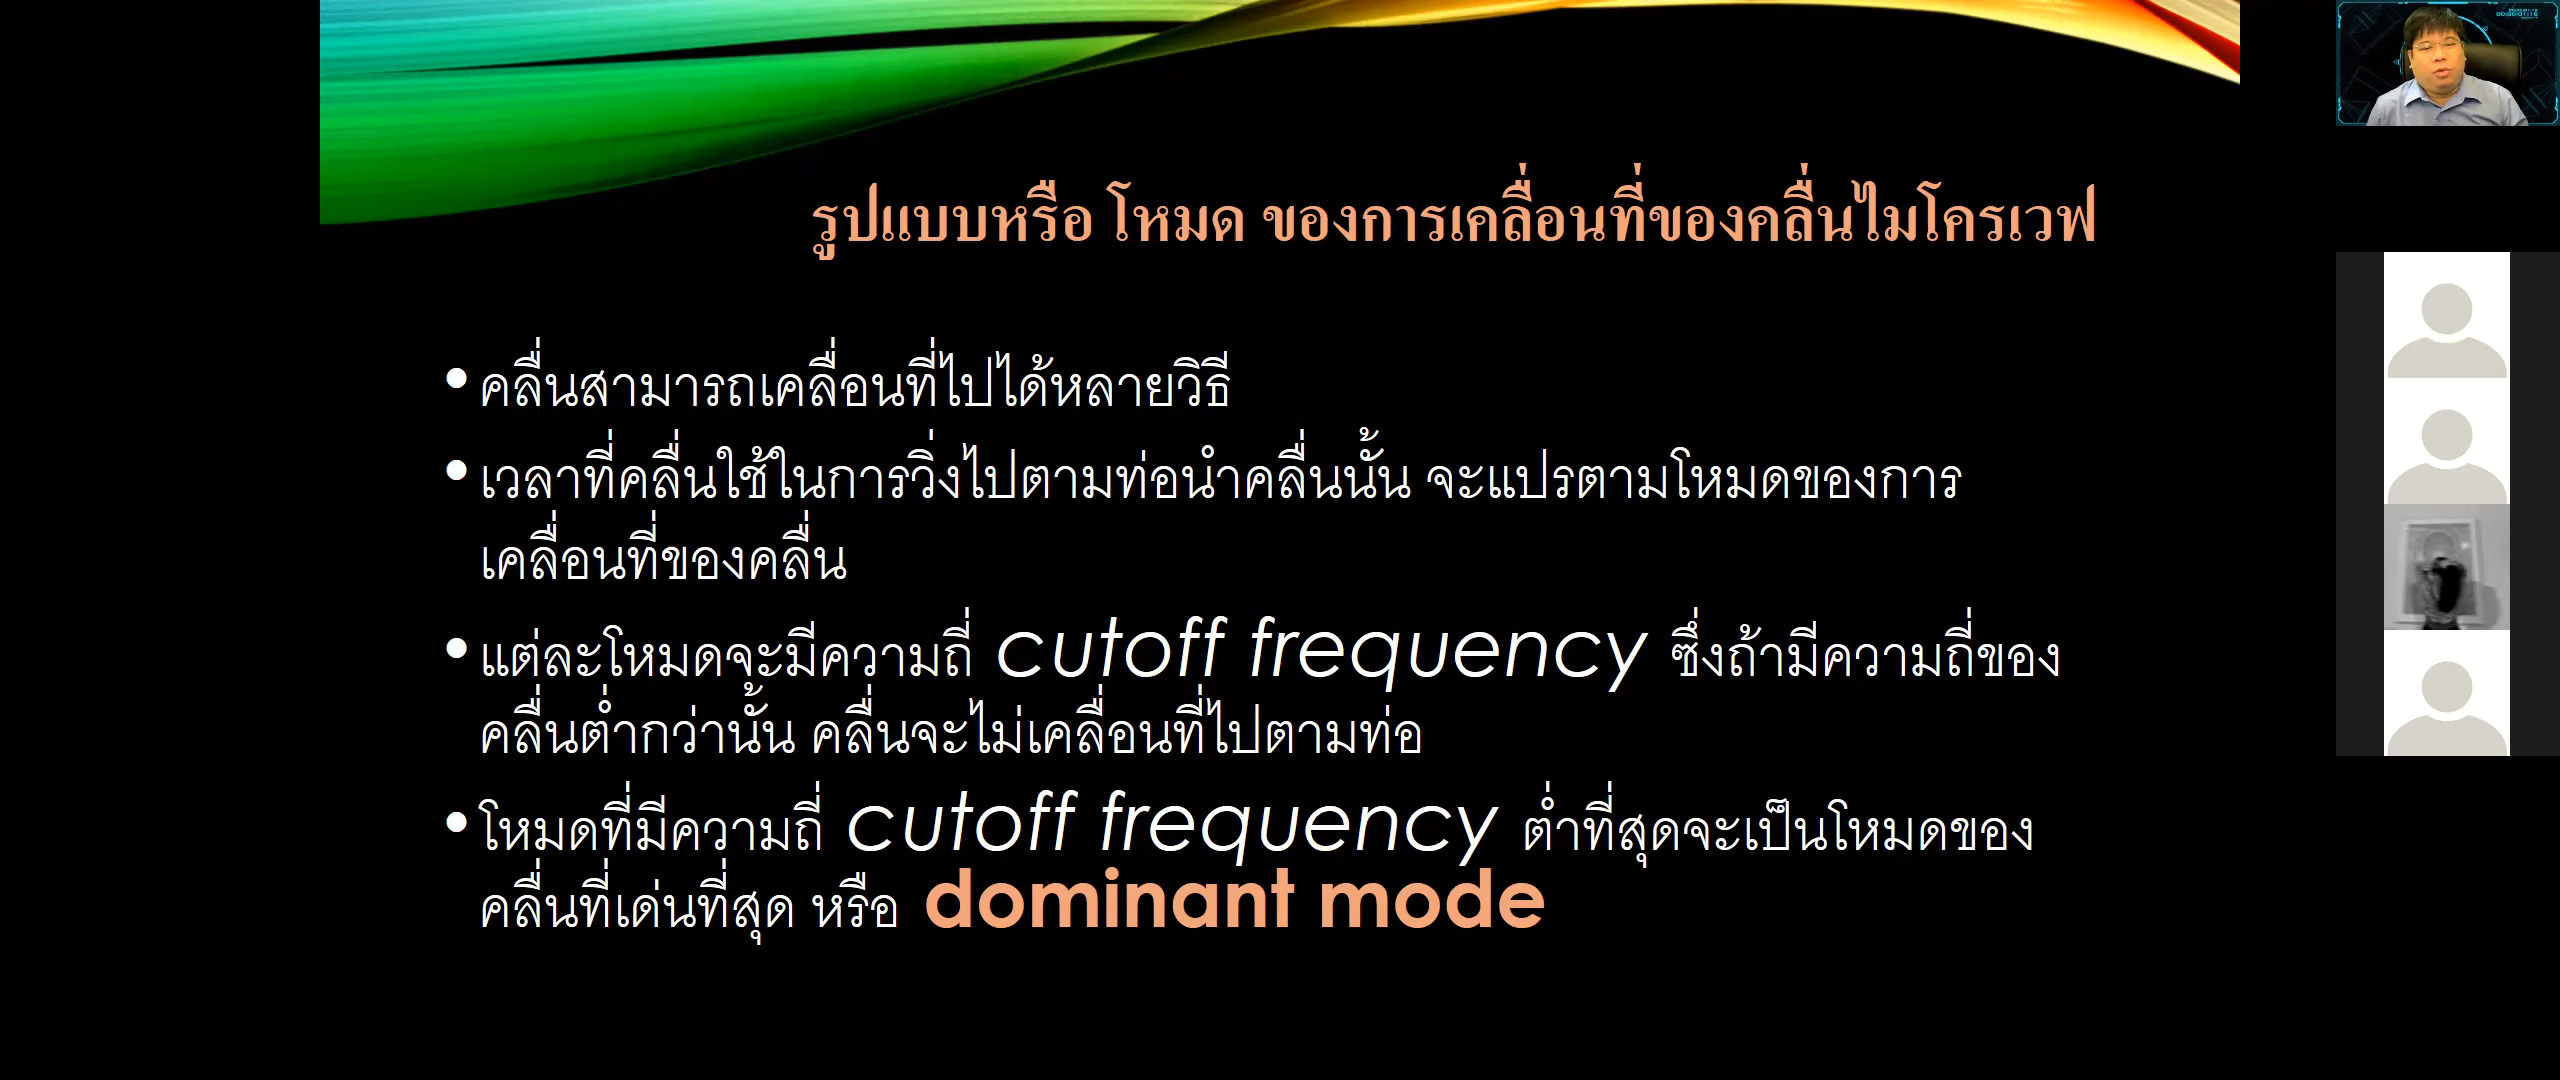 รูปแบบหรือ โหมด ของการเคลื่อนที่ของคลื่นไมโครเวฟ
• คลื่นสามารถเคลื่อนที่ไปได้หลายวิธี
• เวลาที่คลื่นใช้ในการวิ่งไปตามท่อนำคลื่นนั้น จะแปรตามโหมดของการ
เคลื่อนที่ของคลื่น
• แต่ละโหมดจะมีความถี่ cutoff frequency ซึ่งถ้ามีความถี่ของ
คลื่นต่ำกว่านั้น คลื่นจะไม่เคลื่อนที่ไปตามท่อ
• โหมดที่มีความถี่ cutoff frequency ต่ำที่สุดจะเป็นโหมดของ
คลื่นที่เด่นที่สุด หรือ dominant mode